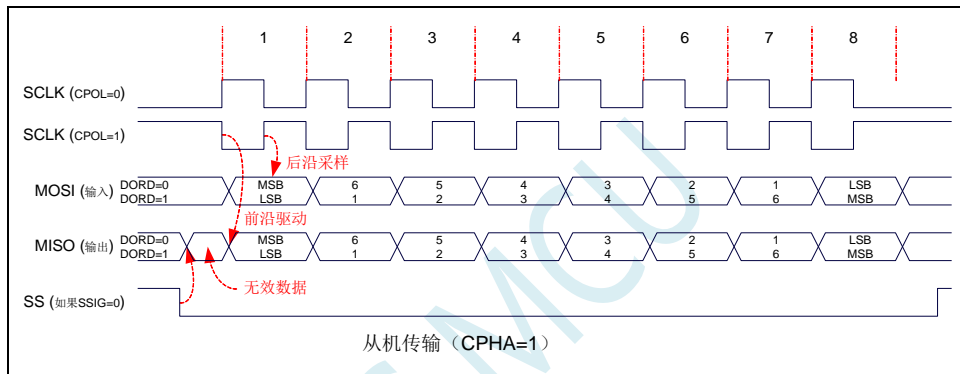 1 2 3 4 5 6 7 8
SCLK (CPOL=0)
SCLK (CPOL=1)
后沿采样
MOSI (输入) DORD=0 MSB 6 5 4 3 2 1 LSB
DORD=1 LSB 1 2 3 4 5 6 MSB
前沿驱动
MISO (输出) DORD=0 MSB 6 5 4 3 2 1 LSB
DORD=1 LSB 1 2 3 4 5 6 MSB
无效数据
SS (如果SSIG=0)
从机传输（CPHA=1）
MCU